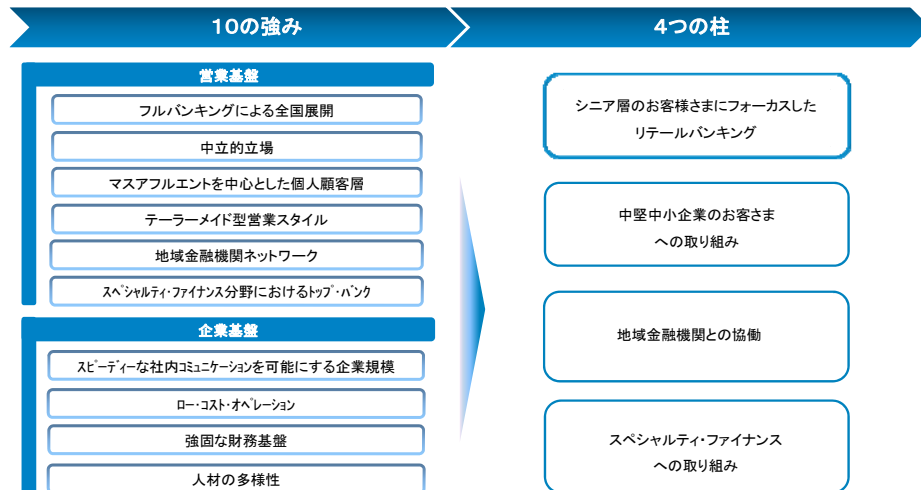 10の強み
4つの柱
営業基盤
フルバンキングによる全国展開
中立的立場
マスアフルエントを中心とした個人顧客層
テーラーメイド型営業スタイル
地域金融機関ネットワーク
ｽﾍﾟｼｬﾙﾃｨ・ﾌｧｲﾅﾝｽ分野におけるﾄｯﾌﾟ・ﾊﾞﾝｸ
企業基盤
ｽﾋﾟｰﾃﾞｨｰな社内ｺﾐｭﾆｹｰｼｮﾝを可能にする企業規模
ﾛｰ・ｺｽﾄ・ｵﾍﾟﾚｰｼｮﾝ
強固な財務基盤
人材の多様性
シニア層のお客様さまにフォーカスした
リテールバンキング
中堅中小企業のお客さま
への取り組み
地域金融機関との協働
スペシャルティ・ファイナンス
への取り組み